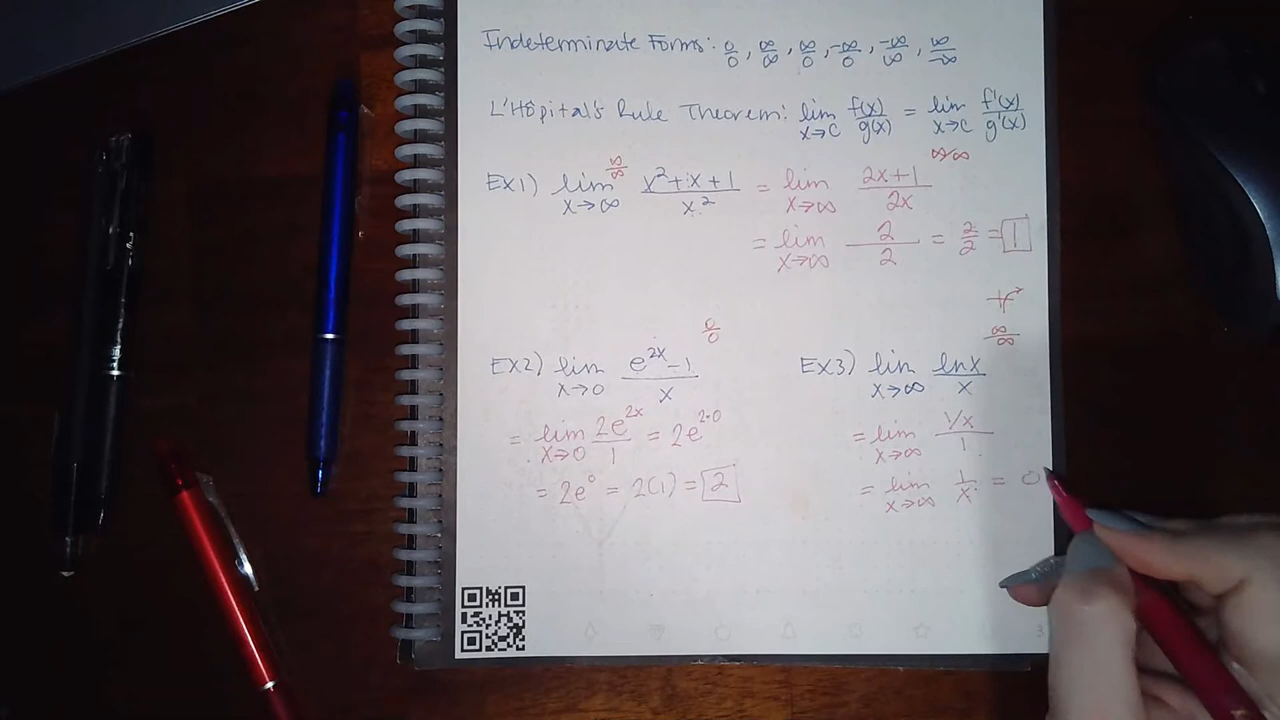 Indeterminate Forms: 0/0, ∞/∞, ∞/0, -∞/0, -∞/∞, ∞/-∞
L'Hôpital's Rule Theorem: lim x→c f(x)/g(x) = lim x→c f'(x)/g'(x)
EX1) lim x→∞ ∞/∞ x²+x+1/x² = lim x→∞ 2x+1/2x ∞/∞
= lim x→∞ 2/2 = 2/2 = 1
EX2) lim x→0 e^2x-1/x 0/0
= lim x→0 2e^2x/1 = 2e^2·0
= 2e^0 = 2(1) = 2
EX3) lim x→∞ lnx/x ∞/∞
= lim x→∞ 1/x/1
= lim x→∞ 1/x = 0
3